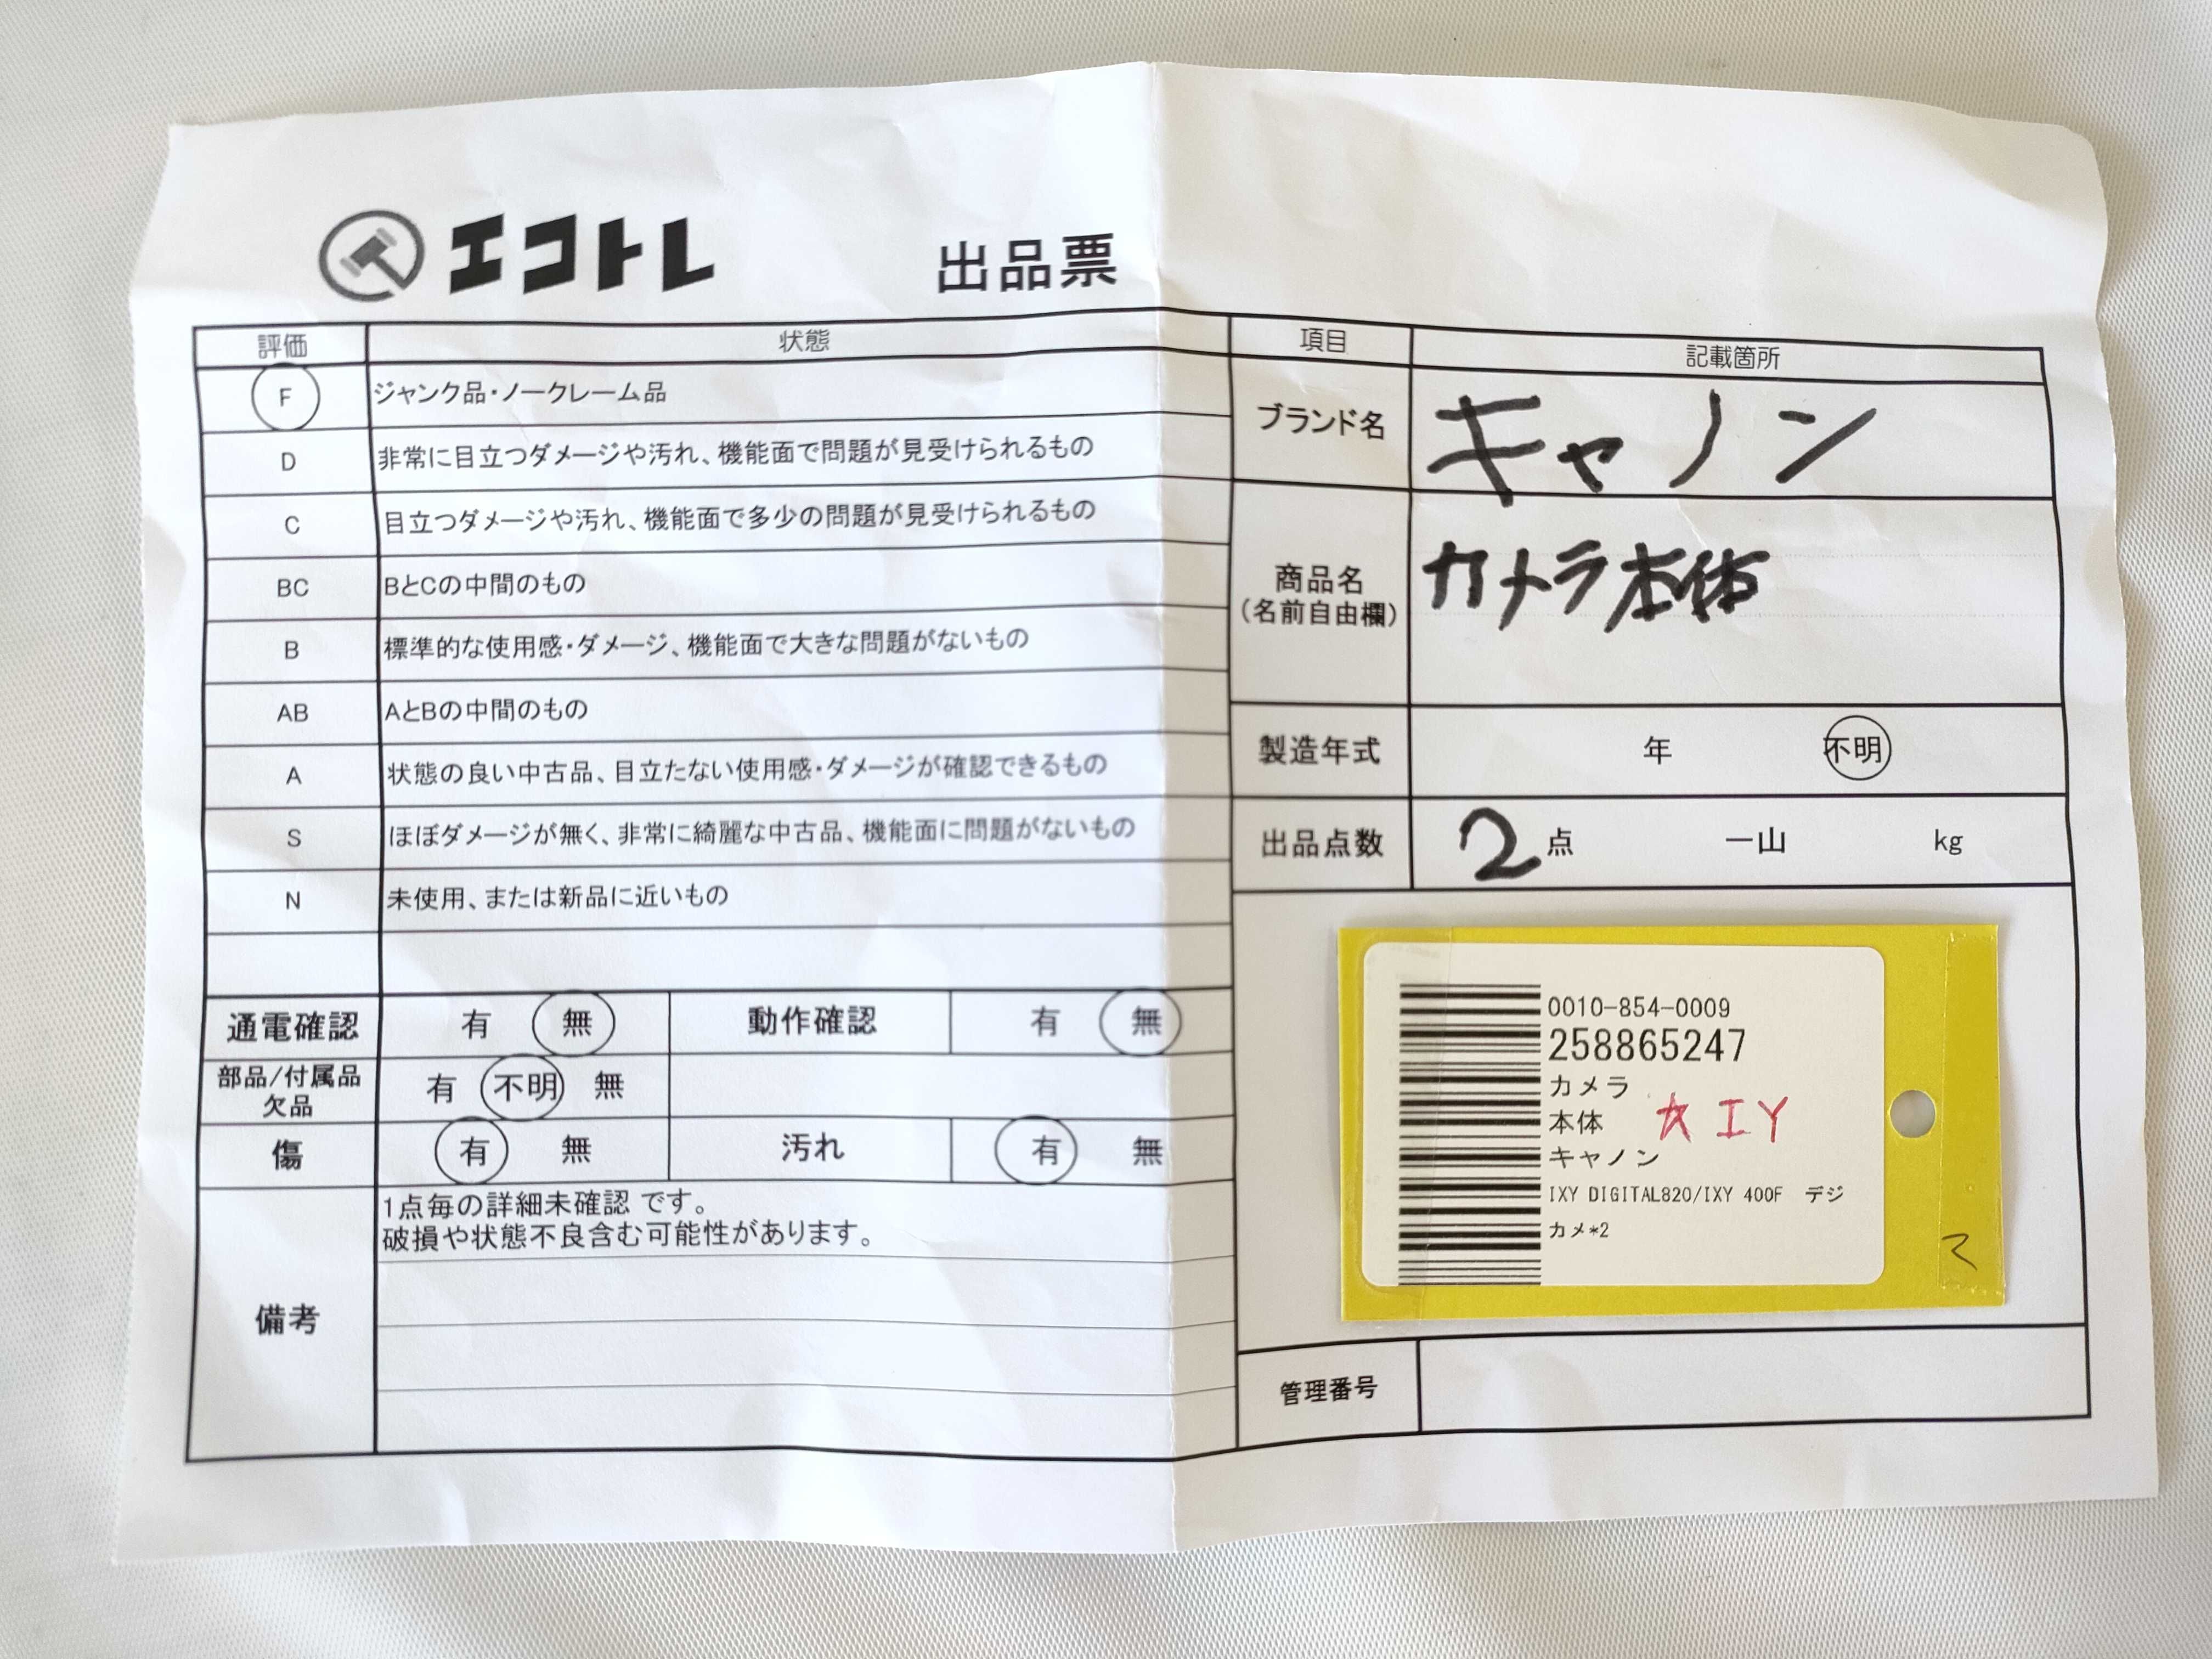 エコトレ 出品票
評価 状態
F ジャンク品・ノークレーム品
D 非常に目立つダメージや汚れ、機能面で問題が見受けられるもの
C 目立つダメージや汚れ、機能面で多少の問題が見受けられるもの
BC BとCの中間のもの
B 標準的な使用感・ダメージ、機能面で大きな問題がないもの
AB AとBの中間のもの
A 状態の良い中古品、目立たない使用感・ダメージが確認できるもの
S ほぼダメージが無く、非常に綺麗な中古品、機能面に問題がないもの
N 未使用、または新品に近いもの
通電確認 有 無 動作確認 有 無
部品/付属品
欠品
有 不明 無
傷 有 無 汚れ 有 無
備考
1点毎の詳細未確認 です。
破損や状態不良含む可能性があります。
項目 記載箇所
ブランド名 キャノン
商品名
(名前自由欄)
カメラ本体
製造年式 年 不明
出品点数 2 点 一山 kg
0010-854-0009
258865247
カメラ
本体 ☆IY
キャノン
IXY DIGITAL820/IXY 400F デジ
カメ*2
管理番号